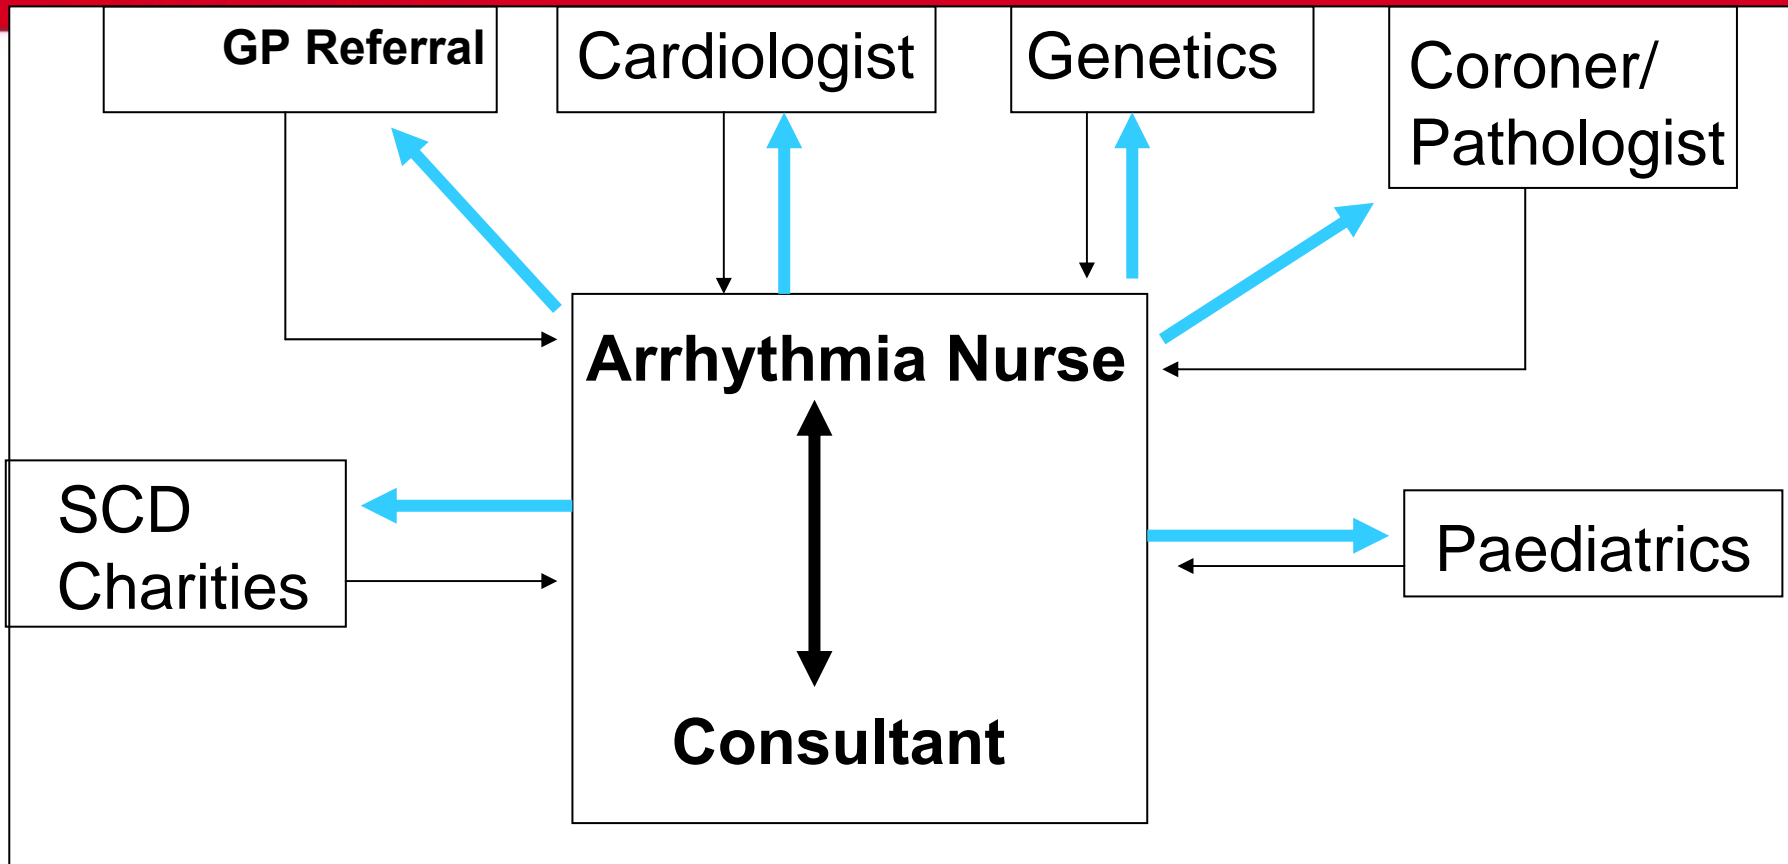 GP Referral
Cardiologist
Genetics
Coroner/
Pathologist
Arrhythmia Nurse
SCD
Charities
Paediatrics
Consultant